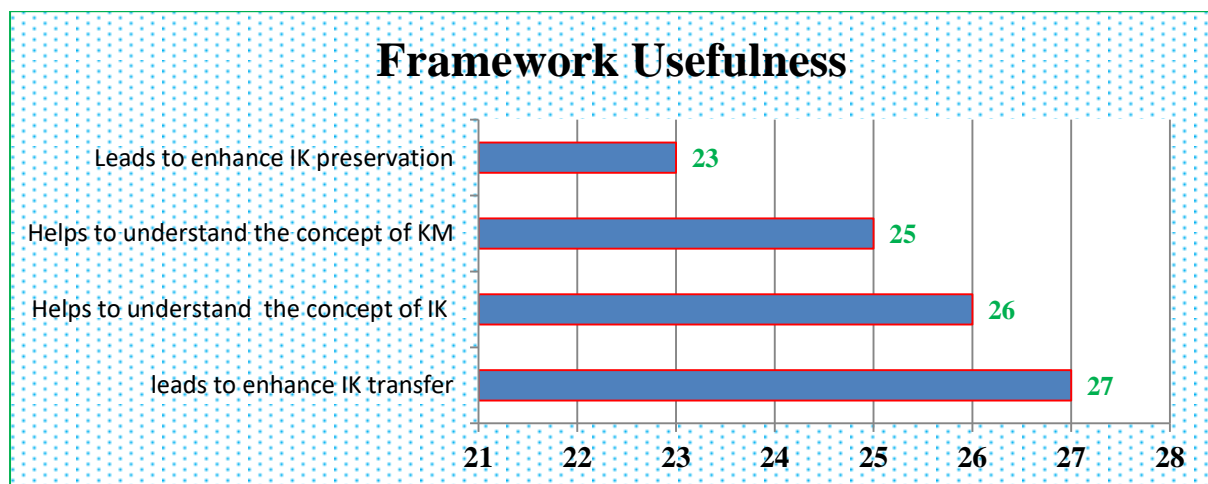 Framework Usefulness
Leads to enhance IK preservation
23
Helps to understand the concept of KM
25
Helps to understand  the concept of IK
26
leads to enhance IK transfer
27
21 22 23 24 25 26 27 28